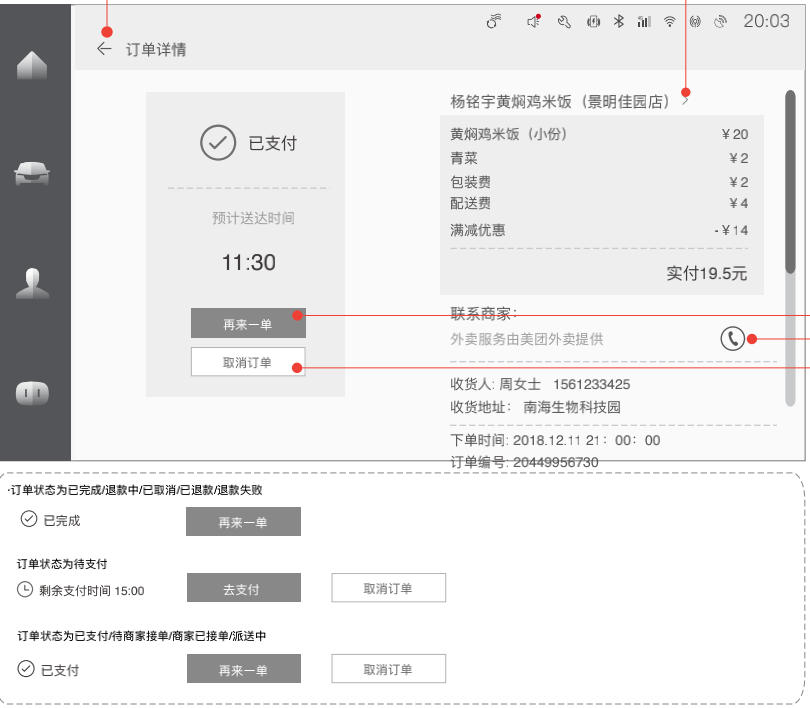 20:03
订单详情
已支付
预计送达时间
11:30
再来一单
取消订单
杨铭宇黄焖鸡米饭（景明佳园店）
黄焖鸡米饭（小份） ￥20
青菜 ￥2
包装费 ￥2
配送费 ￥4
满减优惠 -￥14
实付19.5元
联系商家：
外卖服务由美团外卖提供
收货人: 周女士 1561233425
收货地址： 南海生物科技园
下单时间: 2018.12.11 21：00：00
订单编号: 20449956730
·订单状态为已完成/退款中/已取消/已退款/退款失败
已完成 再来一单
订单状态为待支付
剩余支付时间 15:00 去支付 取消订单
订单状态为已支付/待商家接单/商家已接单/派送中
已支付 再来一单 取消订单